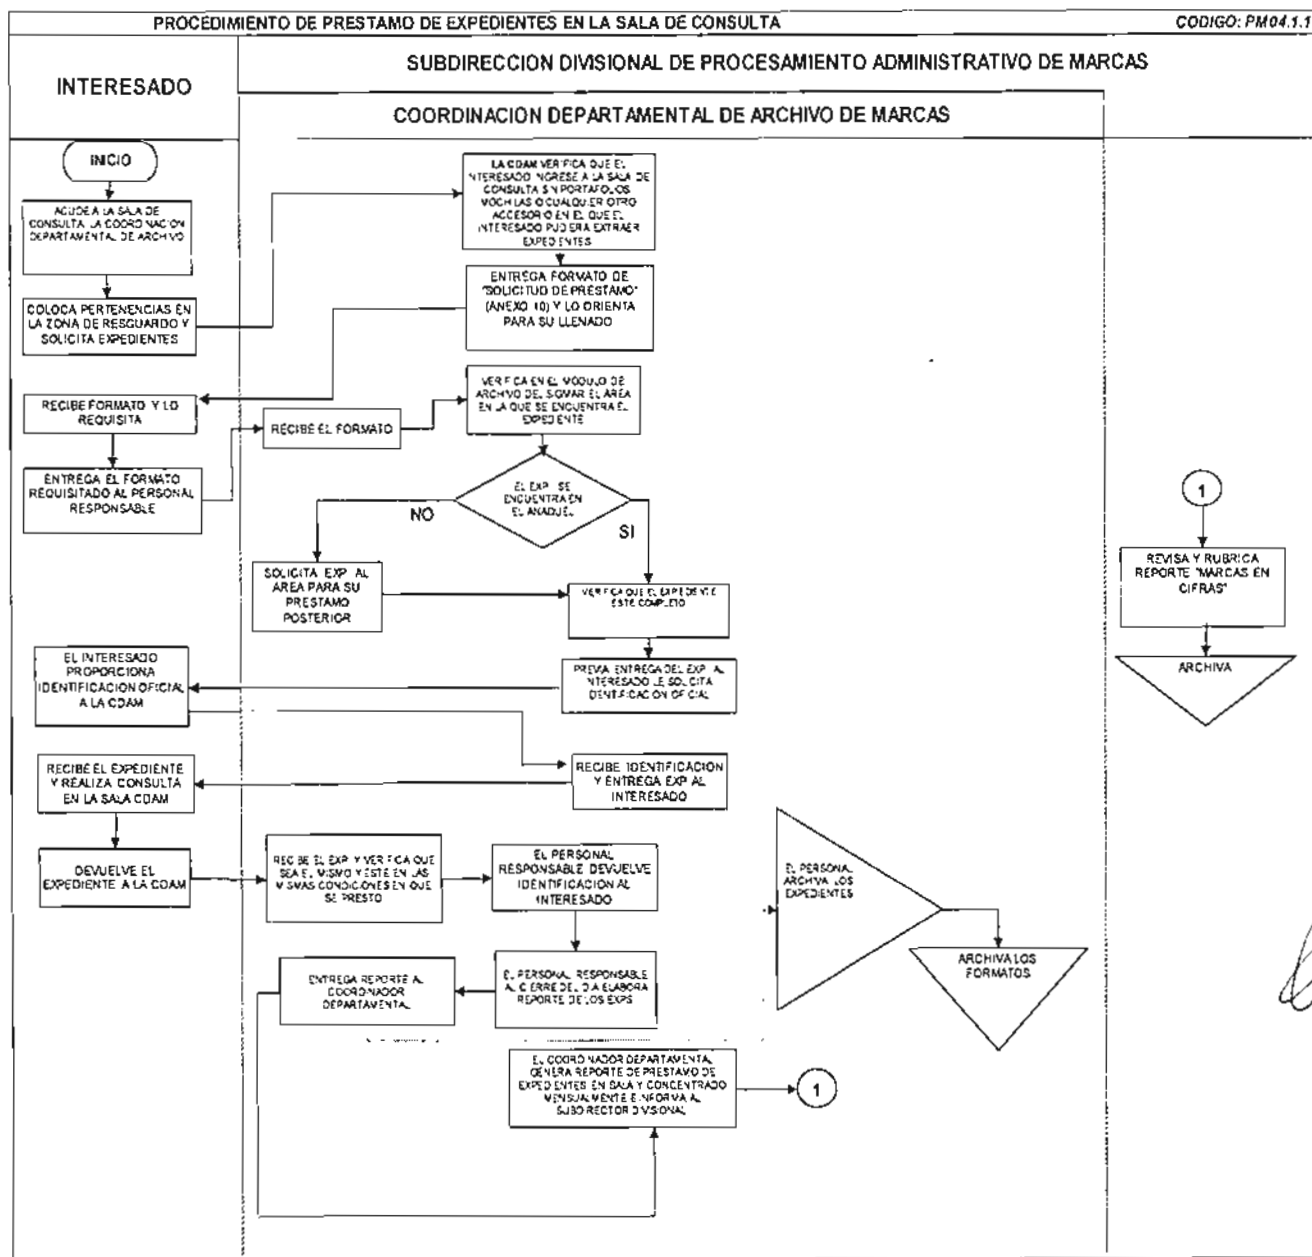 PROCEDIMIENTO DE PRESTAMO DE EXPEDIENTES EN LA SALA DE CONSULTA
CODIGO: PM04.1.1
INTERESADO
SUBDIRECCION DIVISIONAL DE PROCESAMIENTO ADMINISTRATIVO DE MARCAS
COORDINACION DEPARTAMENTAL DE ARCHIVO DE MARCAS
INICIO
ACUDE A LA SALA DE
CONSULTA LA COORDINACION
DEPARTAMENTAL DE ARCHIVO
COLOCA PERTENENCIAS EN
LA ZONA DE RESGUARDO Y
SOLICITA EXPEDIENTES
LA CDAM VERIFICA QUE EL
INTERESADO INGRESE A LA SALA DE
CONSULTA SIN PORTAFOLOS
MOCHILAS O CUALQUIER OTRO
ACCESORIO EN EL QUE EL
INTERESADO PUDIERA EXTRAER
EXPEDIENTES
ENTREGA FORMATO DE
"SOLICITUD DE PRESTAMO"
(ANEXO 10) Y LO ORIENTA
PARA SU LLENADO
RECIBE FORMATO Y LO
REQUISITA
ENTREGA EL FORMATO
REQUISITADO AL PERSONAL
RESPONSABLE
RECIBE EL FORMATO
VERIFICA EN EL MODULO DE
ARCHIVO DEL SIGMAR EL AREA
EN LA QUE SE ENCUENTRA EL
EXPEDIENTE
EL EXP. SE
ENCUENTRA EN
EL ANAQUEL
NO
SI
SOLICITA EXP. AL
AREA PARA SU
PRESTAMO
POSTERIOR
VERIFICA QUE EL EXPEDIENTE
ESTE COMPLETO
PREVIA ENTREGA DEL EXP. AL
INTERESADO LE SOLICITA
IDENTIFICACION OFICIAL
EL INTERESADO
PROPORCIONA
IDENTIFICACION OFICIAL
A LA CDAM
RECIBE IDENTIFICACION
Y ENTREGA EXP AL
INTERESADO
RECIBE EL EXPEDIENTE
Y REALIZA CONSULTA
EN LA SALA CDAM
DEVUELVE EL
EXPEDIENTE A LA CDAM
RECIBE EL EXP. Y VERIFICA QUE
SEA EL MISMO Y ESTE EN LAS
MISMAS CONDICIONES EN QUE
SE PRESTO
EL PERSONAL
RESPONSABLE DEVUELVE
IDENTIFICACION AL
INTERESADO
EL PERSONAL RESPONSABLE
AL CIERRE DEL DIA ELABORA
REPORTE DE LOS EXPS
ENTREGA REPORTE AL
COORDINADOR
DEPARTAMENTAL
EL COORDINADOR DEPARTAMENTAL
GENERA REPORTE DE PRESTAMO DE
EXPEDIENTES EN SALA Y CONCENTRADO
MENSUALMENTE E INFORMA AL
SUBDIRECTOR DIVISIONAL
1
EL PERSONAL
ARCHIVA LOS
EXPEDIENTES
ARCHIVA LOS
FORMATOS
1
REVISA Y RUBRICA
REPORTE "MARCAS EN
CIFRAS"
ARCHIVA